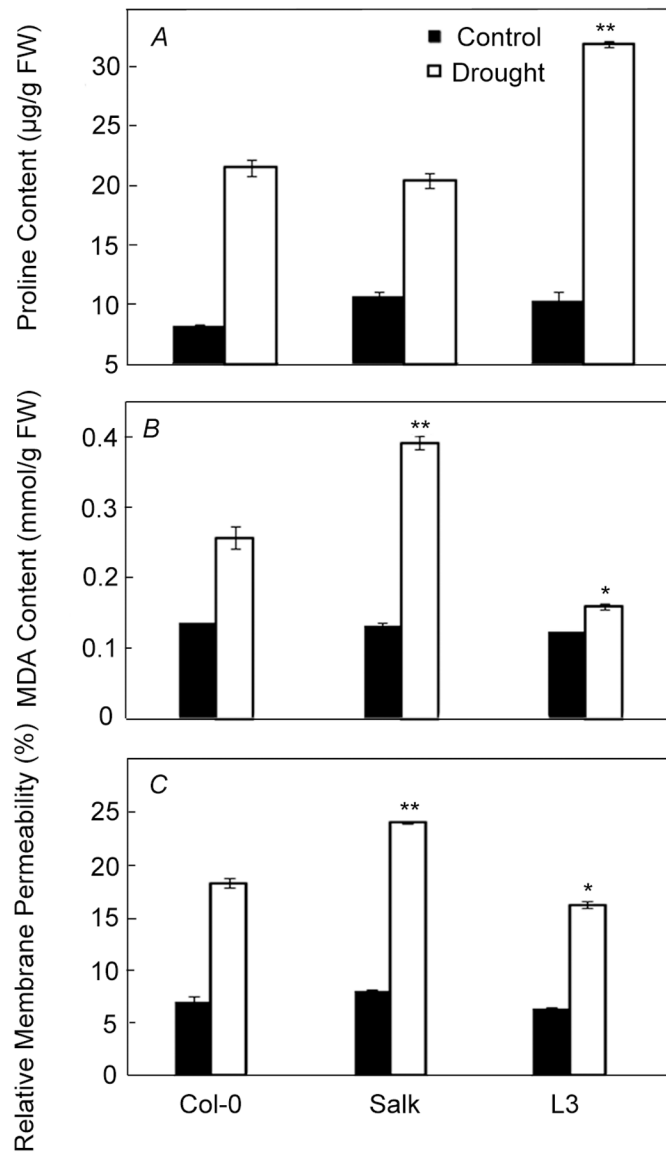 A
Control
Drought
**
Proline Content (µg/g FW)
30
25
20
15
10
5
B
**
*
MDA Content (mmol/g FW)
0.4
0.3
0.2
0.1
0
C
**
*
Relative Membrane Permeability (%)
25
20
15
10
5
0
Col-0 Salk L3